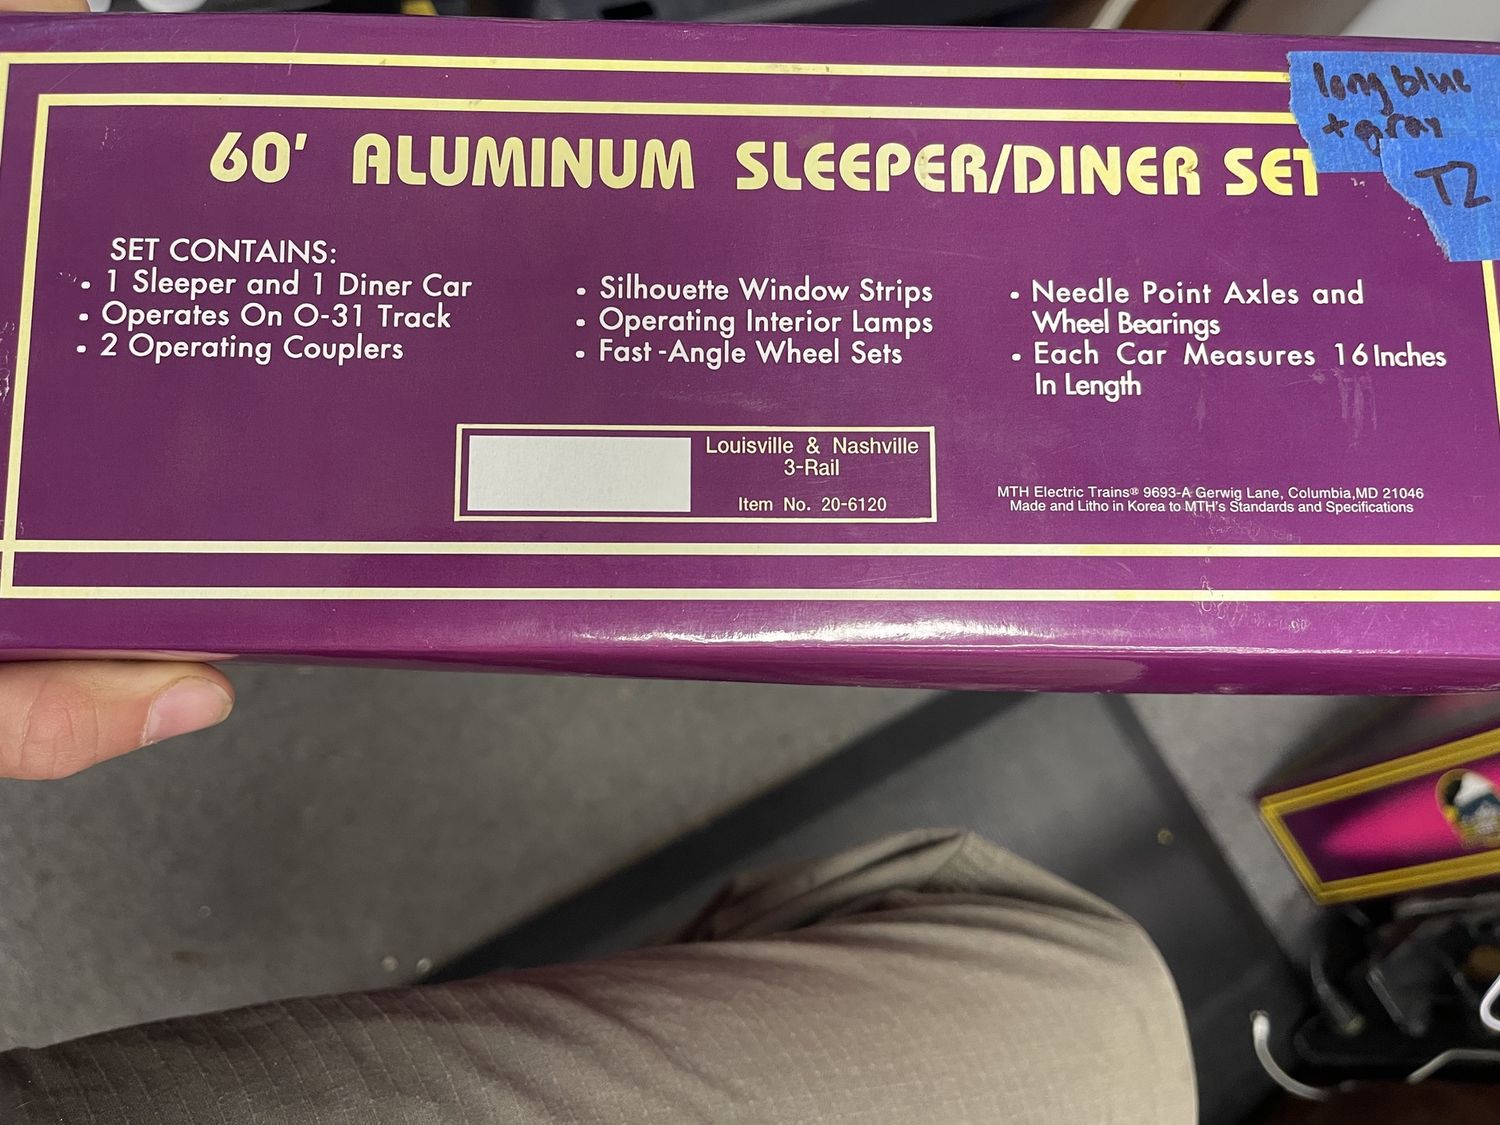 long blue
+ gray
T2
60' ALUMINUM SLEEPER/DINER SET
SET CONTAINS:
• 1 Sleeper and 1 Diner Car
• Operates On O-31 Track
• 2 Operating Couplers
• Silhouette Window Strips
• Operating Interior Lamps
• Fast-Angle Wheel Sets
• Needle Point Axles and
Wheel Bearings
• Each Car Measures 16 Inches
In Length
Louisville & Nashville
3-Rail
Item No. 20-6120
MTH Electric Trains® 9693-A Gerwig Lane, Columbia,MD 21046
Made and Litho in Korea to MTH's Standards and Specifications